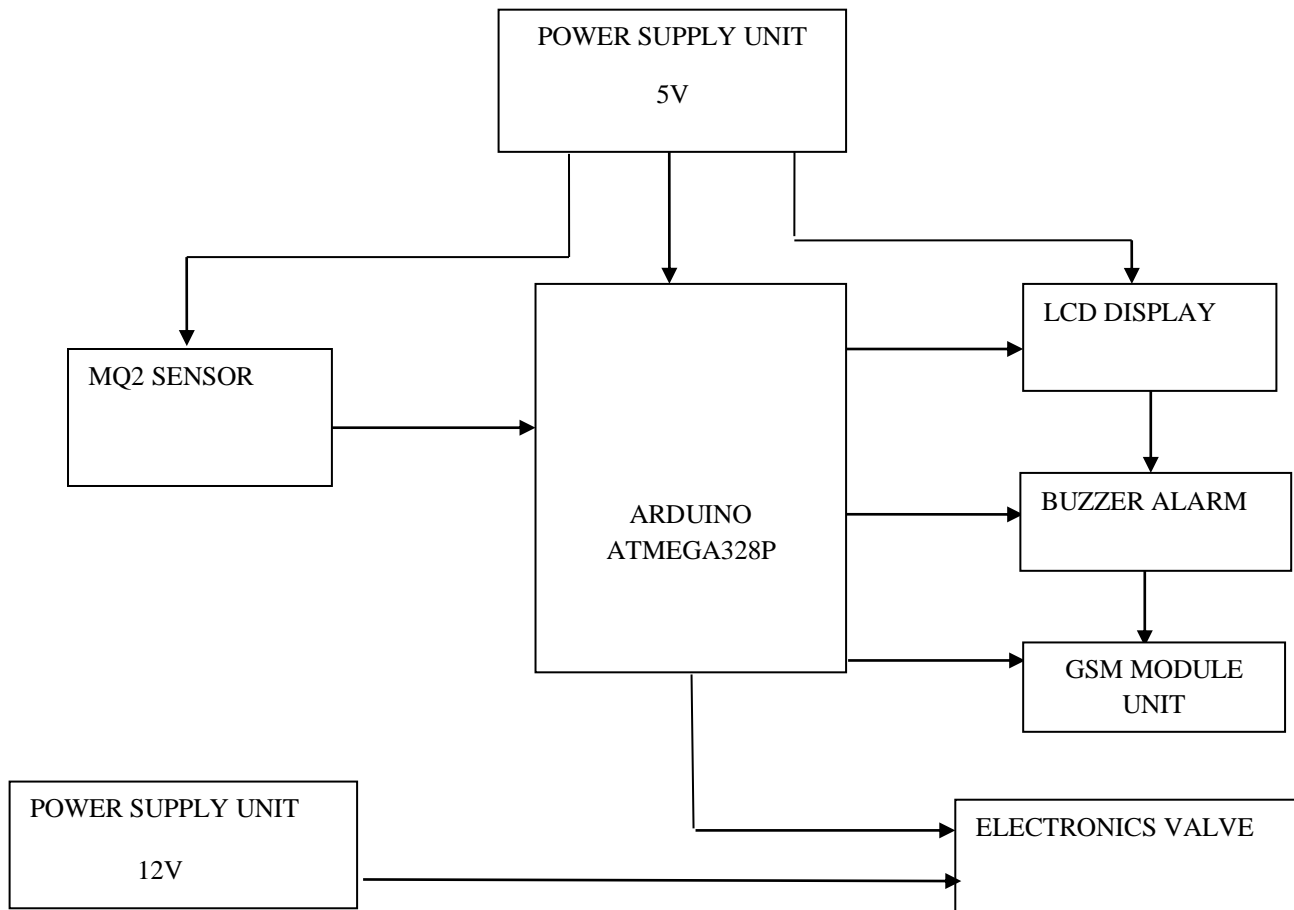 POWER SUPPLY UNIT
5V
LCD DISPLAY
MQ2 SENSOR
ARDUINO
ATMEGA328P
BUZZER ALARM
GSM MODULE
UNIT
POWER SUPPLY UNIT
12V
ELECTRONICS VALVE